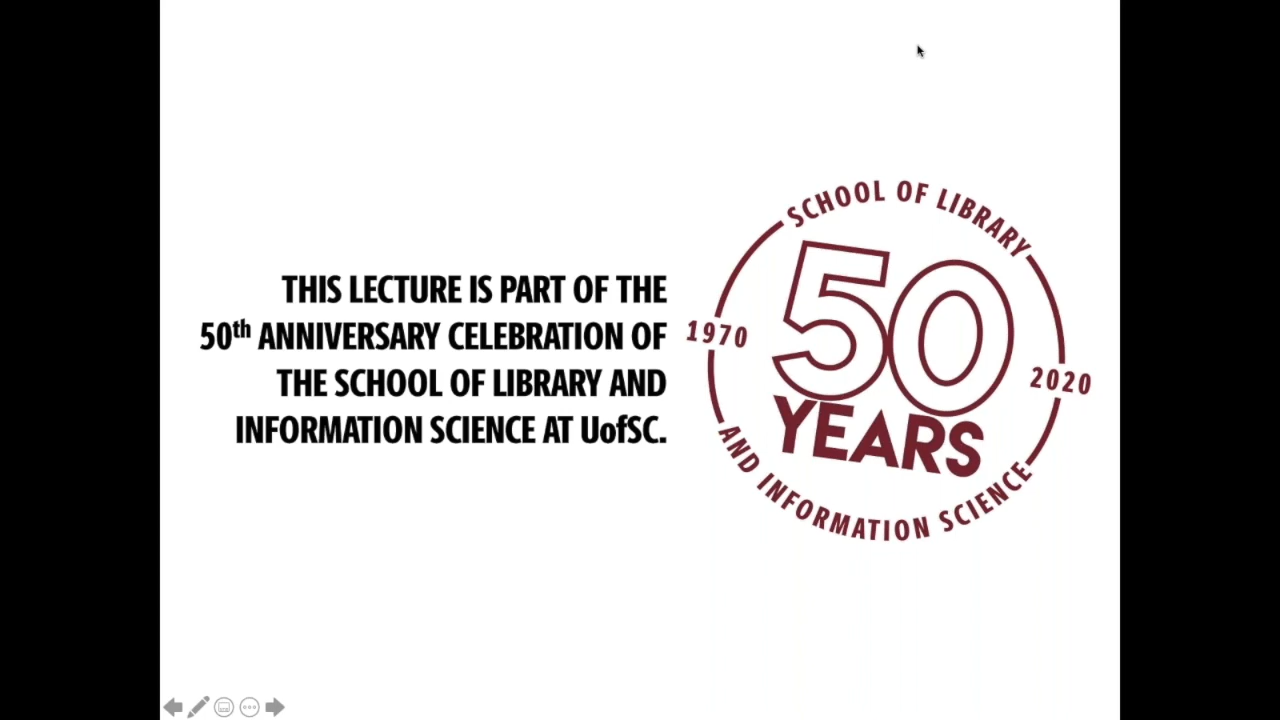 THIS LECTURE IS PART OF THE
50th ANNIVERSARY CELEBRATION OF
THE SCHOOL OF LIBRARY AND
INFORMATION SCIENCE AT UofSC.
SCHOOL OF LIBRARY
1970
50
YEARS
2020
AND INFORMATION SCIENCE